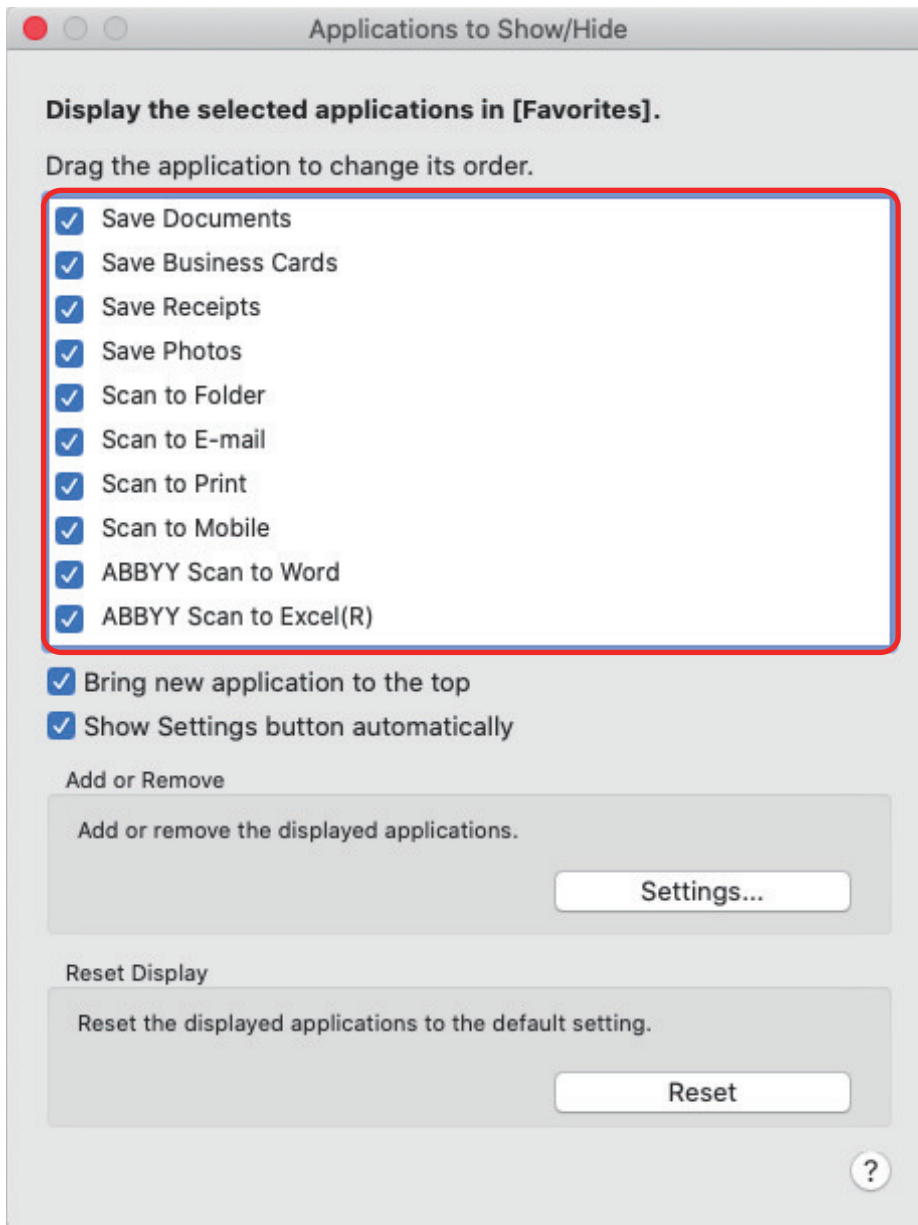 Applications to Show/Hide
Display the selected applications in [Favorites].
Drag the application to change its order.
Save Documents
Save Business Cards
Save Receipts
Save Photos
Scan to Folder
Scan to E-mail
Scan to Print
Scan to Mobile
ABBYY Scan to Word
ABBYY Scan to Excel(R)
Bring new application to the top
Show Settings button automatically
Add or Remove
Add or remove the displayed applications.
Settings...
Reset Display
Reset the displayed applications to the default setting.
Reset
?